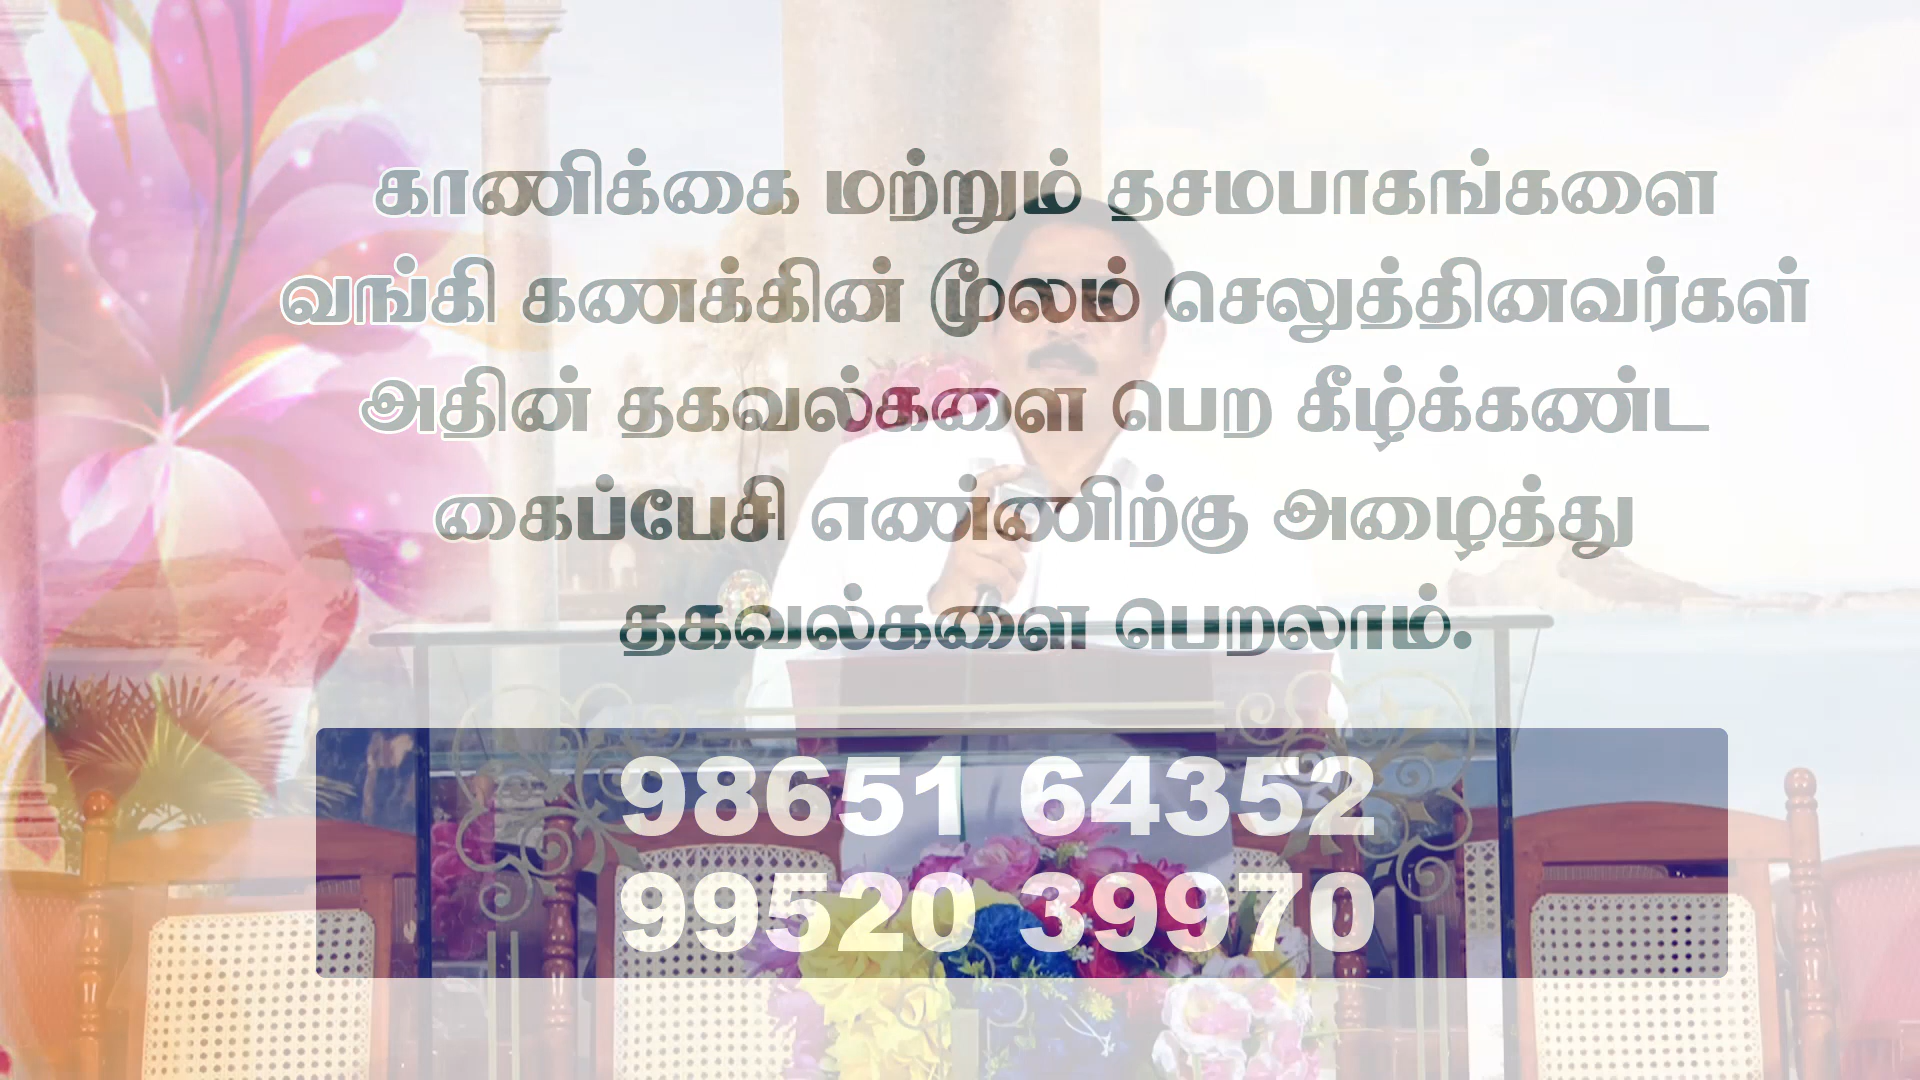 காணிக்கை மற்றும் தசமபாகங்களை
வங்கி கணக்கின் மூலம் செலுத்தினவர்கள்
அதின் தகவல்களை பெற கீழ்க்கண்ட
கைப்பேசி எண்ணிற்கு அழைத்து
தகவல்களை பெறலாம்.
98651 64352
99520 39970